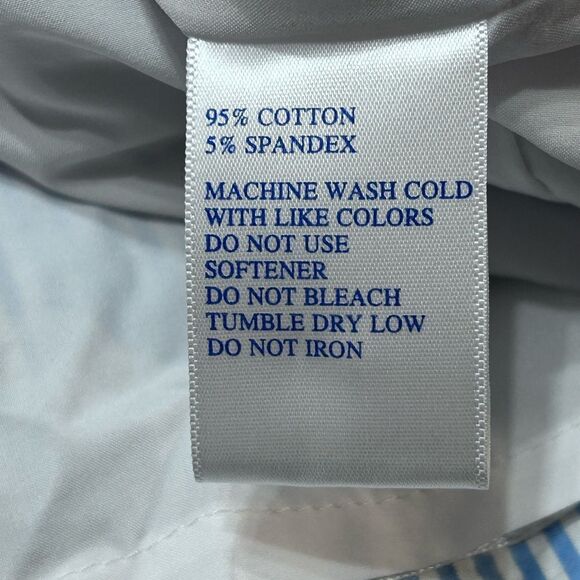 95% COTTON
5% SPANDEX
MACHINE WASH COLD
WITH LIKE COLORS
DO NOT USE
SOFTENER
DO NOT BLEACH
TUMBLE DRY LOW
DO NOT IRON